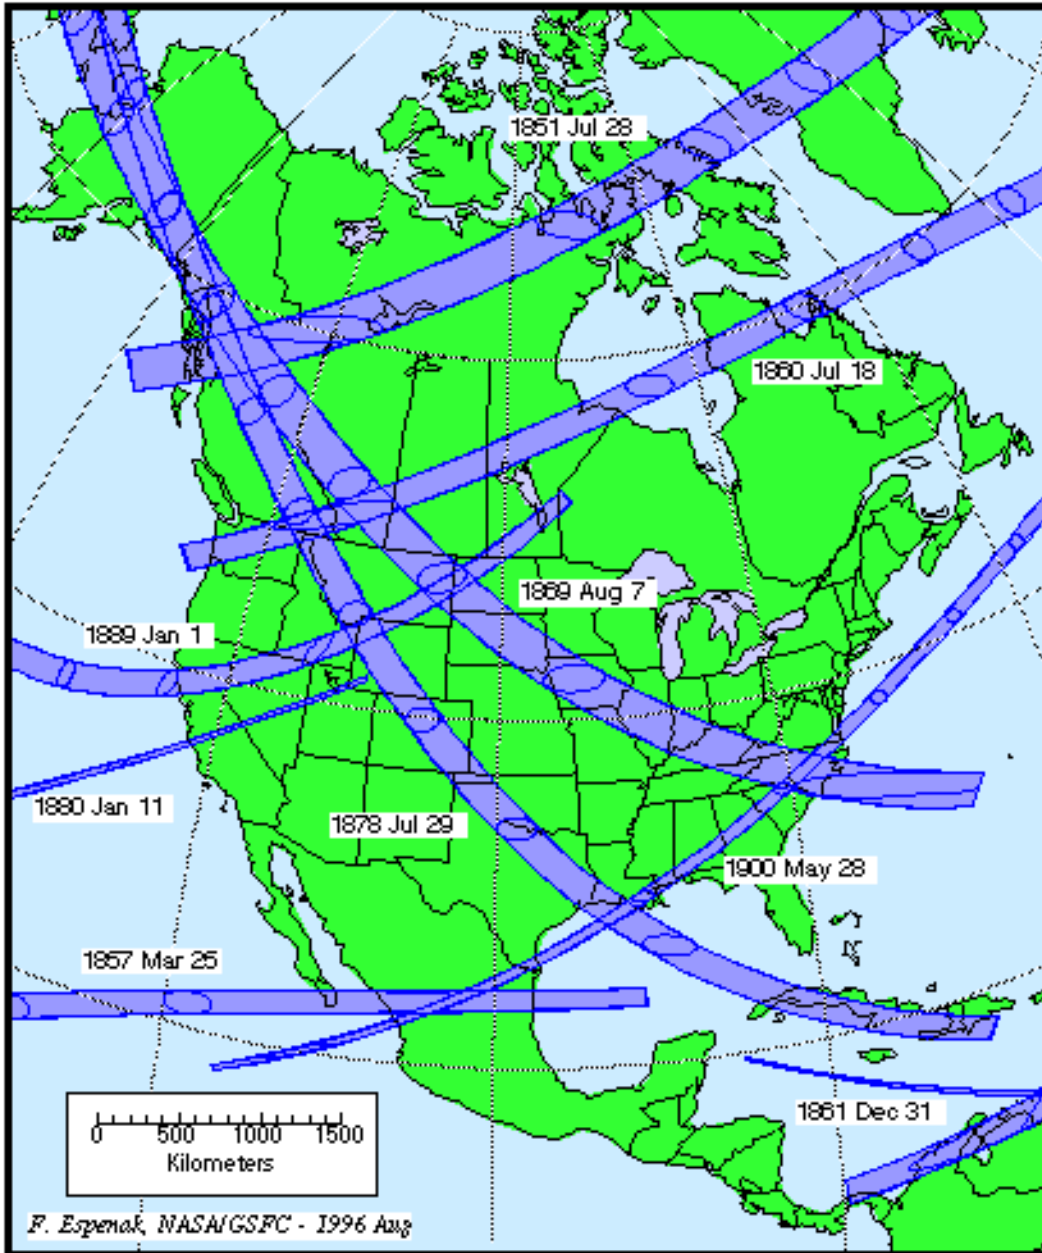 1851 Jul 28
1860 Jul 18
1869 Aug 7
1889 Jan 1
1880 Jan 11
1878 Jul 29
1900 May 28
1857 Mar 25
1861 Dec 31
0 500 1000 1500
Kilometers
F. Espenak, NASA/GSFC - 1996 Aug